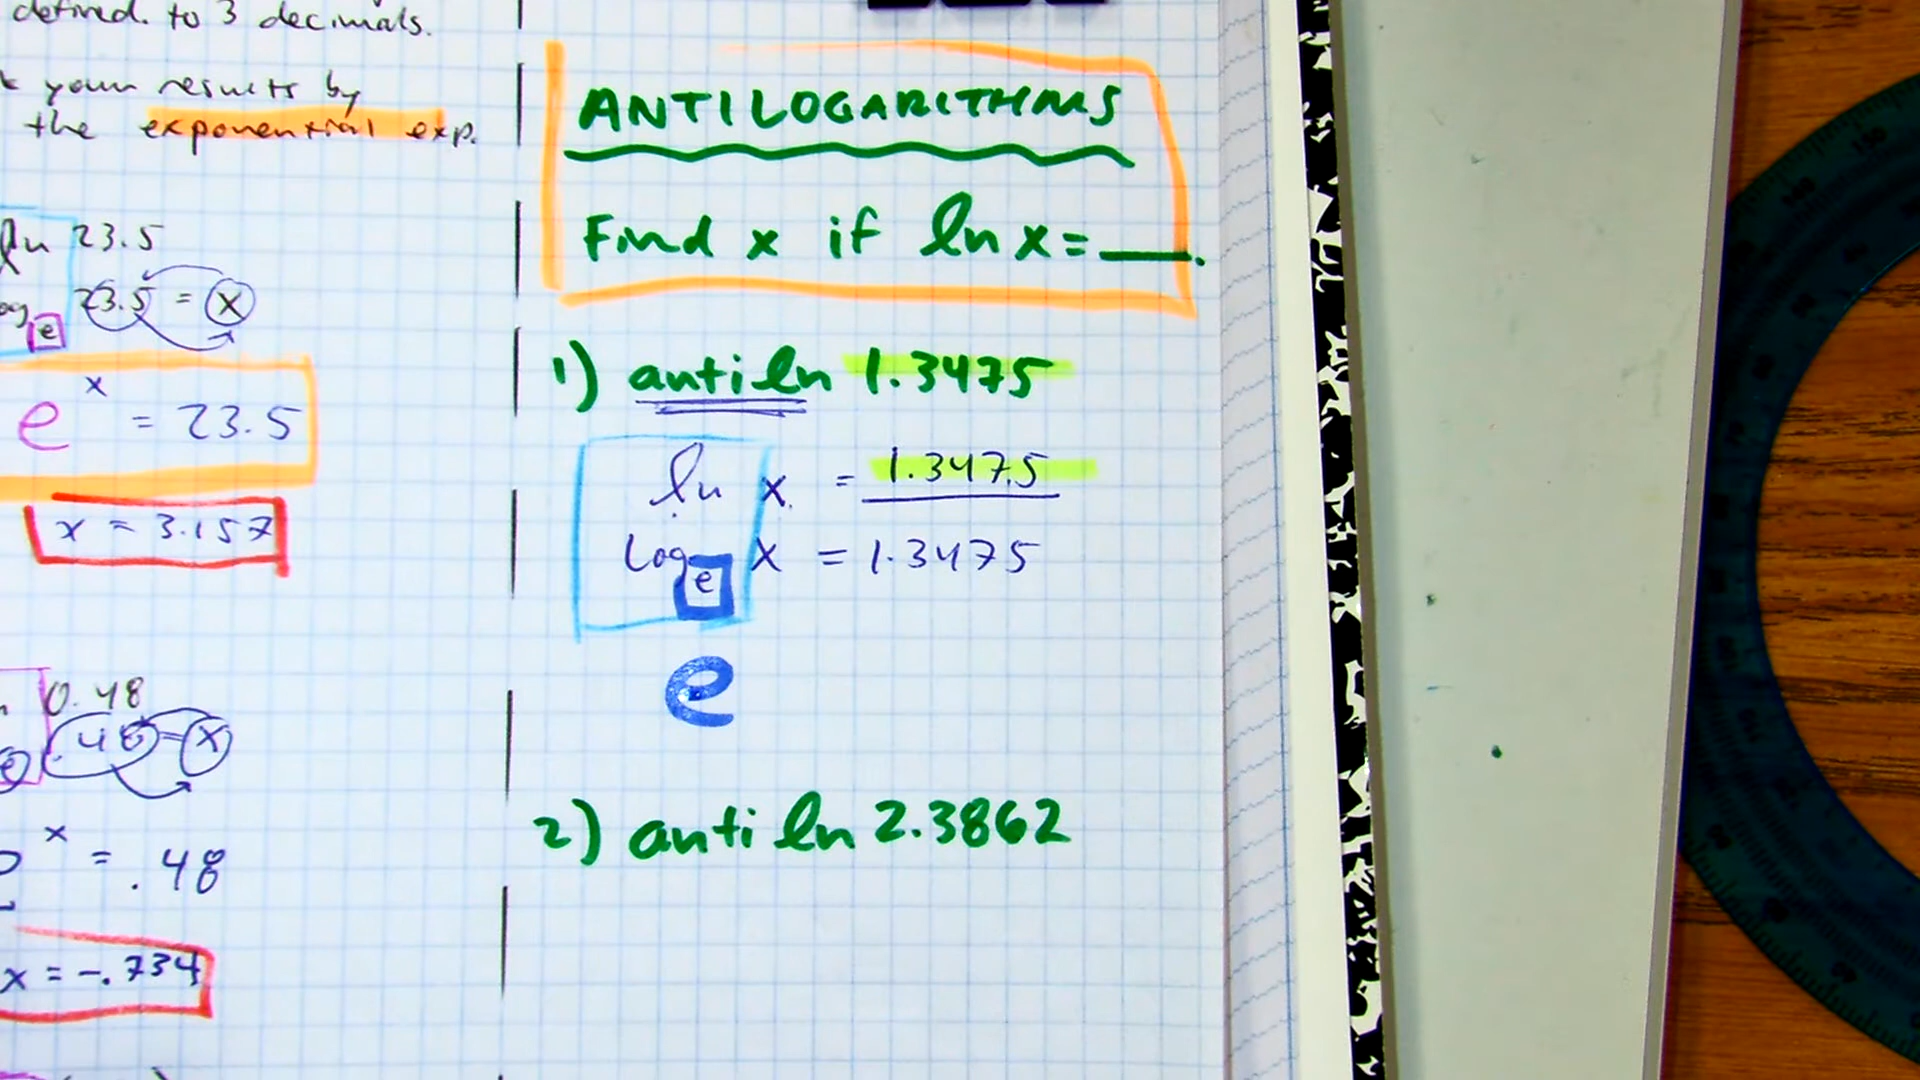 defined. to 3 decimals.
your results by
the exponential exp.
ln 23.5
23.5 = x
e
e^x = 23.5
x = 3.157
0.48
.48 = x
e
x
= .48
x = -.734
ANTILOGARITHMS
Find x if ln x = ___.
1) anti ln 1.3475
ln x = 1.3475
Log_e x = 1.3475
e
2) anti ln 2.3862